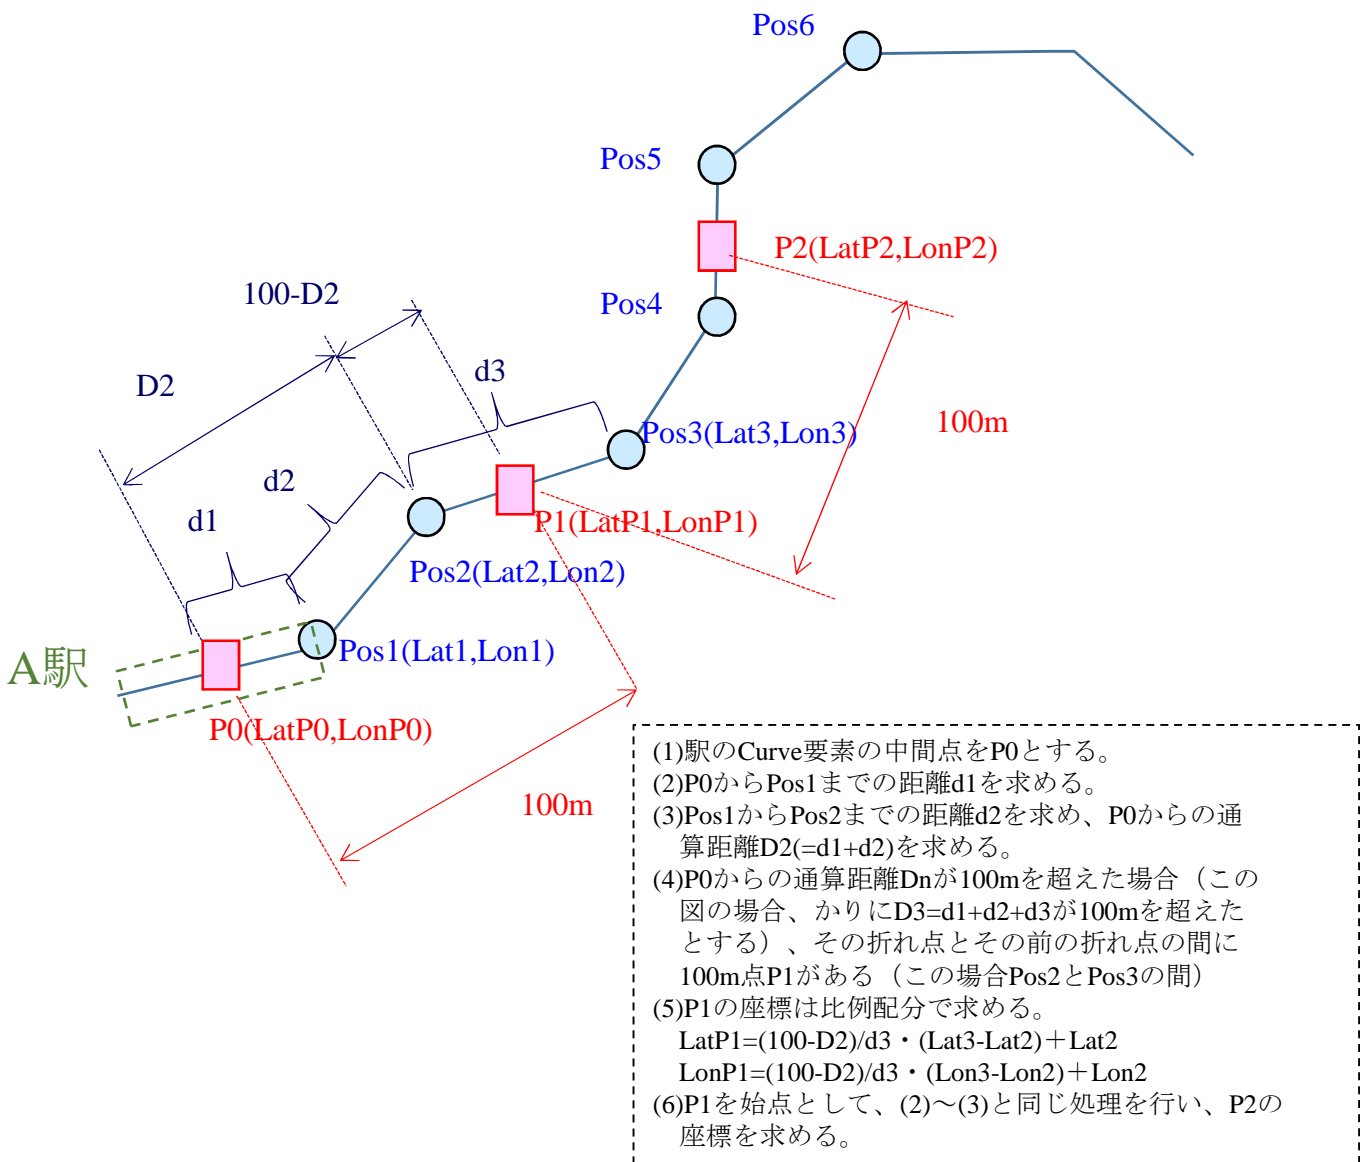 Pos6
Pos5
P2(LatP2,LonP2)
100-D2
Pos4
D2
d3
100m
Pos3(Lat3,Lon3)
d2
d1
P1(LatP1,LonP1)
Pos2(Lat2,Lon2)
Pos1(Lat1,Lon1)
A駅
P0(LatP0,LonP0)
100m
(1)駅のCurve要素の中間点をP0とする。
(2)P0からPos1までの距離d1を求める。
(3)Pos1からPos2までの距離d2を求め、P0からの通
算距離D2(=d1+d2)を求める。
(4)P0からの通算距離Dnが100mを超えた場合（この
図の場合、かりにD3=d1+d2+d3が100mを超えた
とする）、その折れ点とその前の折れ点の間に
100m点P1がある（この場合Pos2とPos3の間）
(5)P1の座標は比例配分で求める。
LatP1=(100-D2)/d3・(Lat3-Lat2)＋Lat2
LonP1=(100-D2)/d3・(Lon3-Lon2)＋Lon2
(6)P1を始点として、(2)～(3)と同じ処理を行い、P2の
座標を求める。